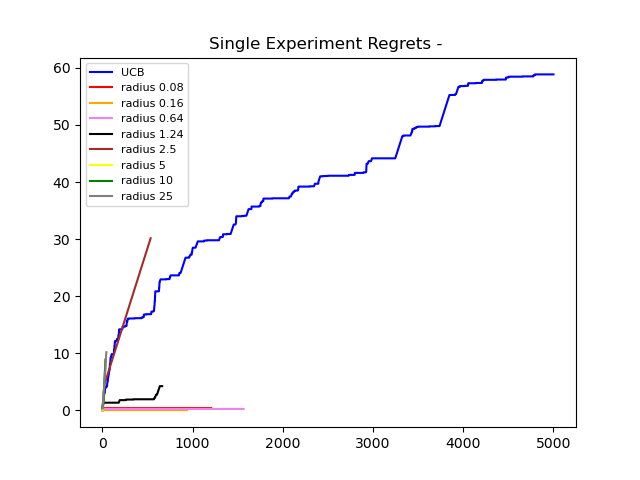 Single Experiment Regrets -
60
50
40
30
20
10
0
UCB
radius 0.08
radius 0.16
radius 0.64
radius 1.24
radius 2.5
radius 5
radius 10
radius 25
0 1000 2000 3000 4000 5000